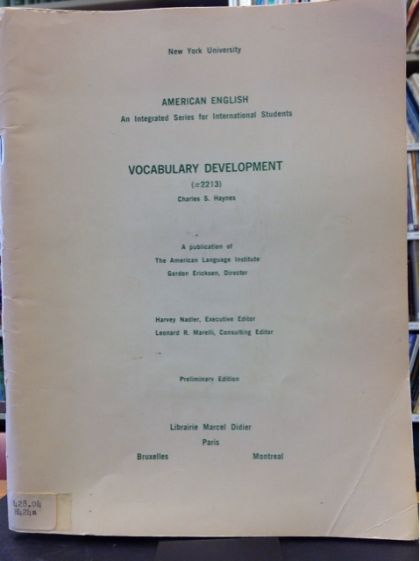 New York University
AMERICAN ENGLISH
An Integrated Series for International Students
VOCABULARY DEVELOPMENT
(=2213)
Charles S. Haynes
A publication of
The American Language Institute
Gordon Ericksen, Director
Harvey Nadler, Executive Editor
Leonard R. Marelli, Consulting Editor
Preliminary Edition
Librairie Marcel Didier
Paris
Bruxelles Montreal
428.04